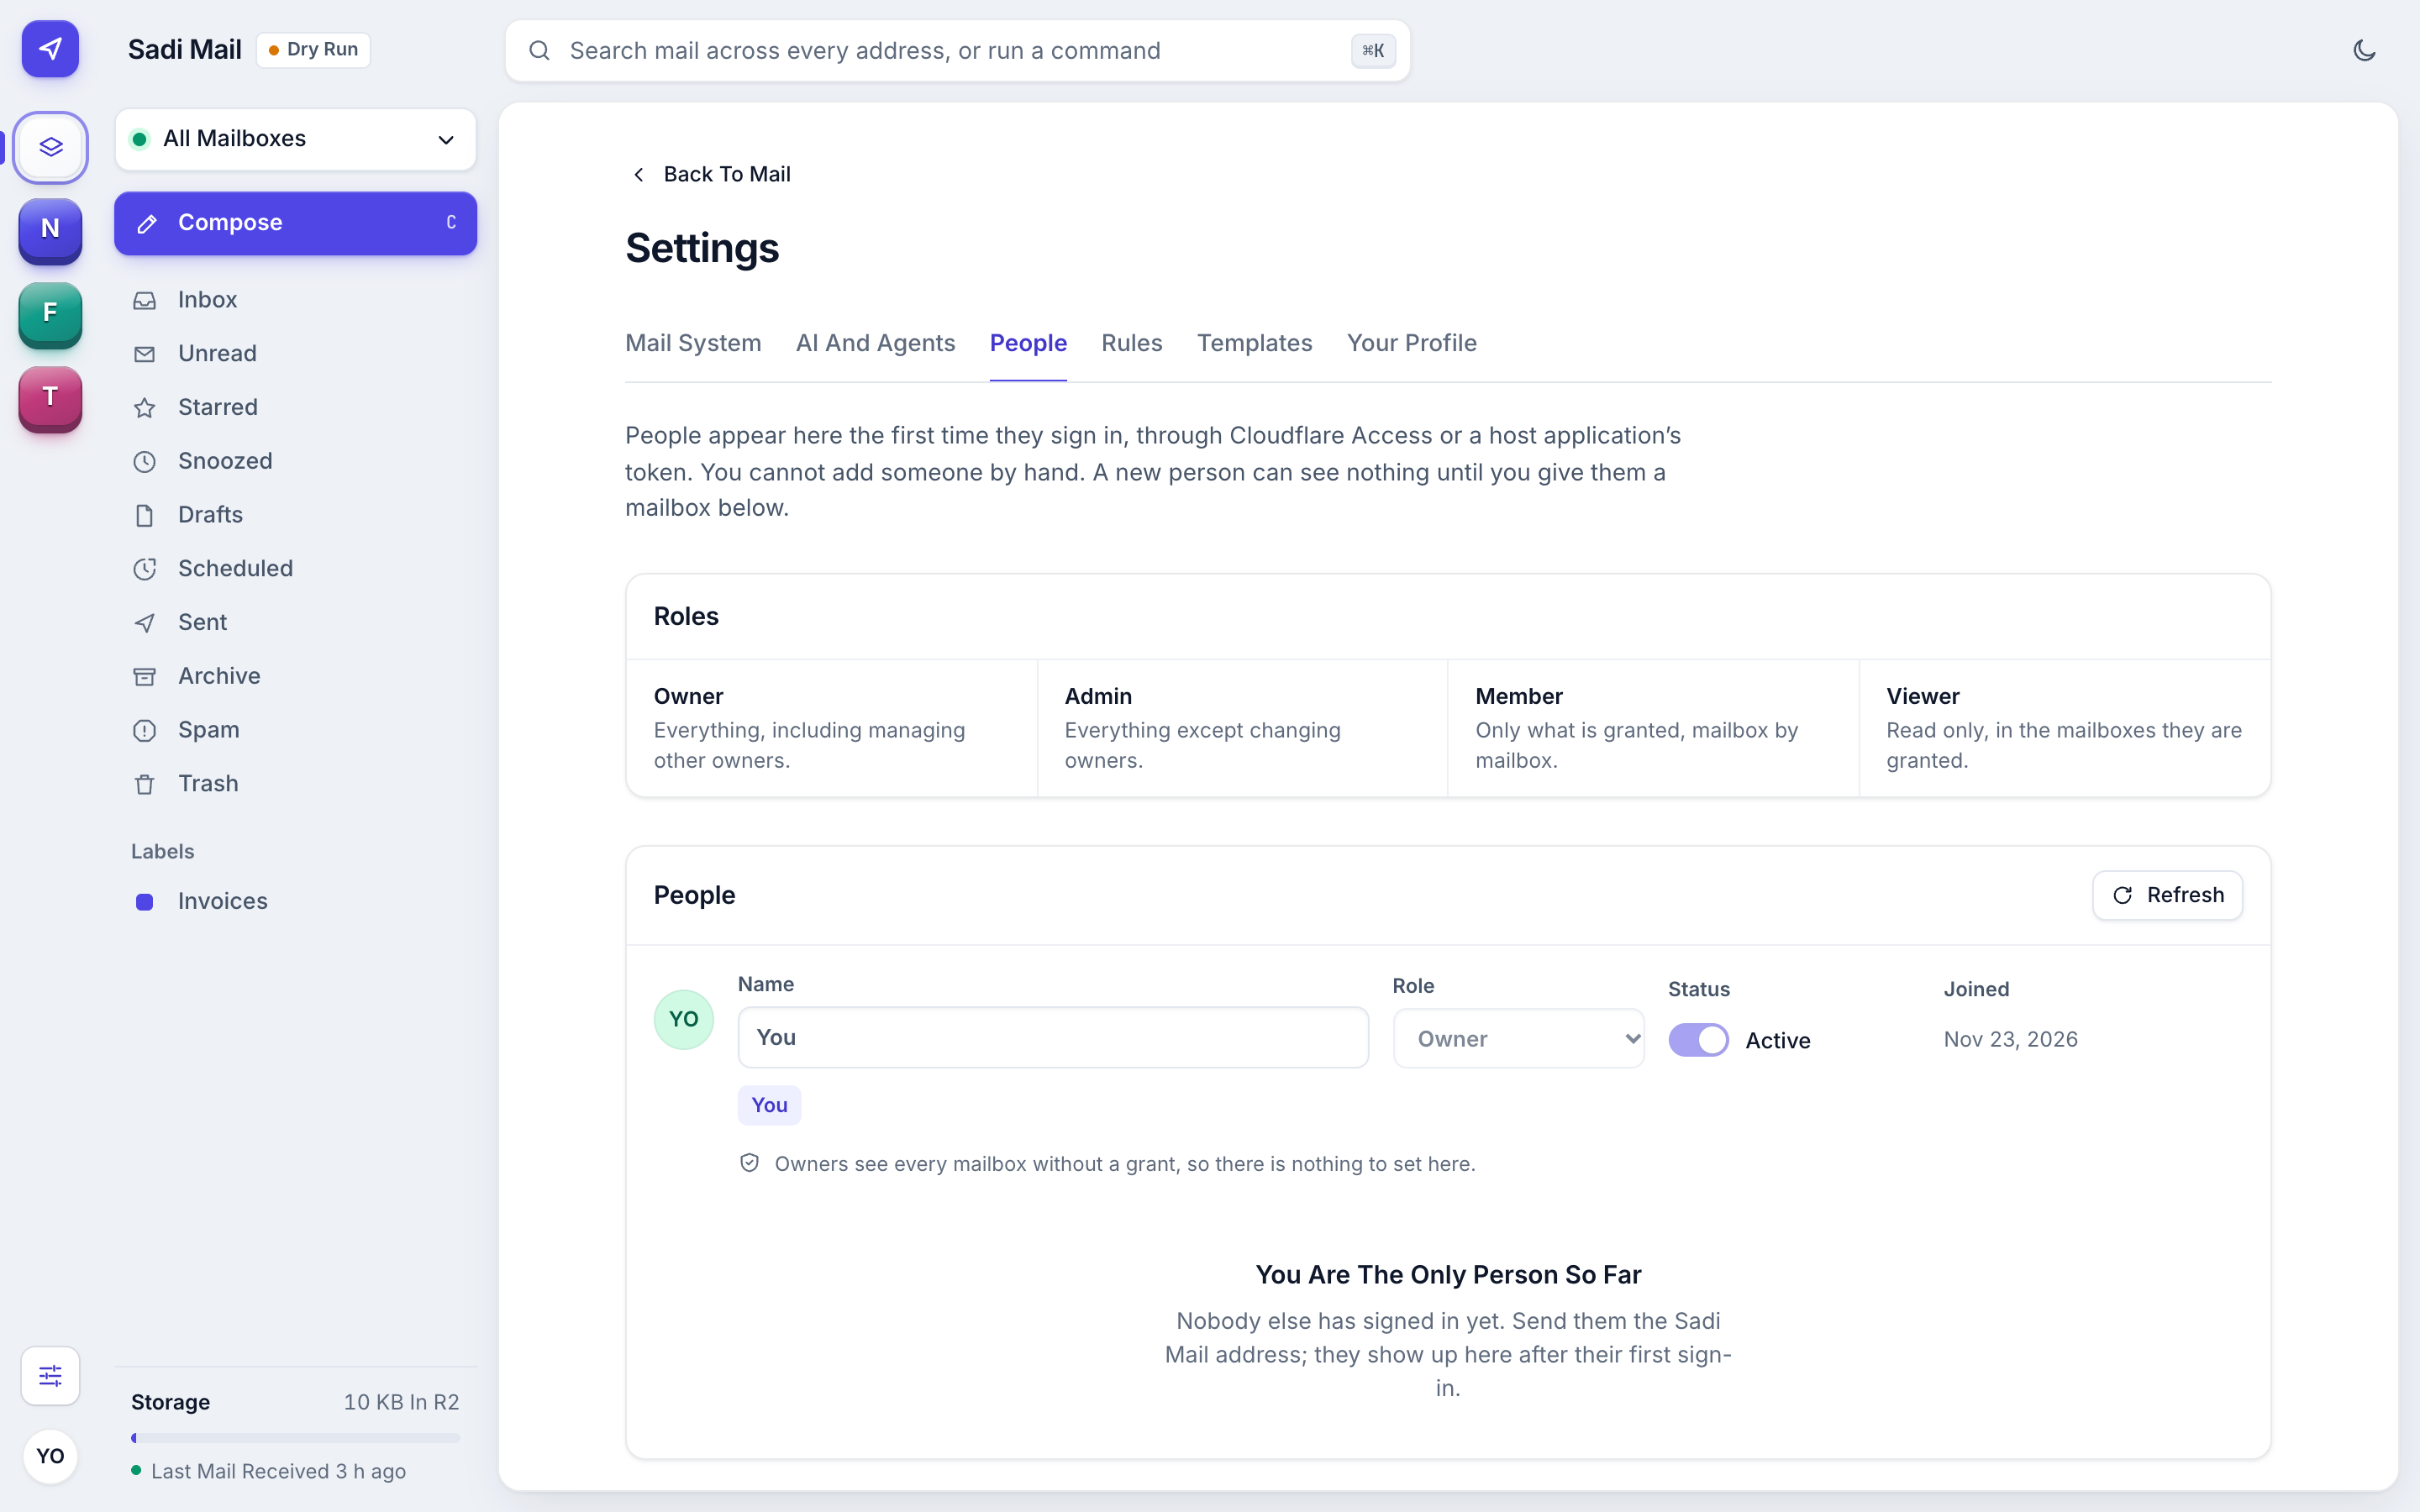 Sadi Mail
Dry Run
Search mail across every address, or run a command
⌘K
All Mailboxes
Compose
C
N
F
T
Inbox
Unread
Starred
Snoozed
Drafts
Scheduled
Sent
Archive
Spam
Trash
Labels
Invoices
Storage
10 KB In R2
Last Mail Received 3 h ago
YO
Back To Mail
Settings
Mail System
AI And Agents
People
Rules
Templates
Your Profile
People appear here the first time they sign in, through Cloudflare Access or a host application’s
token. You cannot add someone by hand. A new person can see nothing until you give them a
mailbox below.
Roles
Owner
Everything, including managing
other owners.
Admin
Everything except changing
owners.
Member
Only what is granted, mailbox by
mailbox.
Viewer
Read only, in the mailboxes they are
granted.
People
Refresh
YO
Name
You
Role
Owner
Status
Active
Joined
Nov 23, 2026
You
Owners see every mailbox without a grant, so there is nothing to set here.
You Are The Only Person So Far
Nobody else has signed in yet. Send them the Sadi
Mail address; they show up here after their first sign-
in.